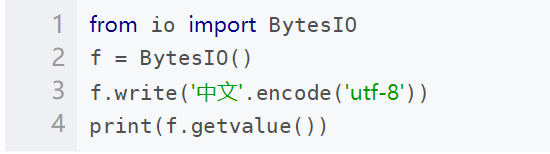 1 from io import BytesIO
2 f = BytesIO()
3 f.write('中文'.encode('utf-8'))
4 print(f.getvalue())